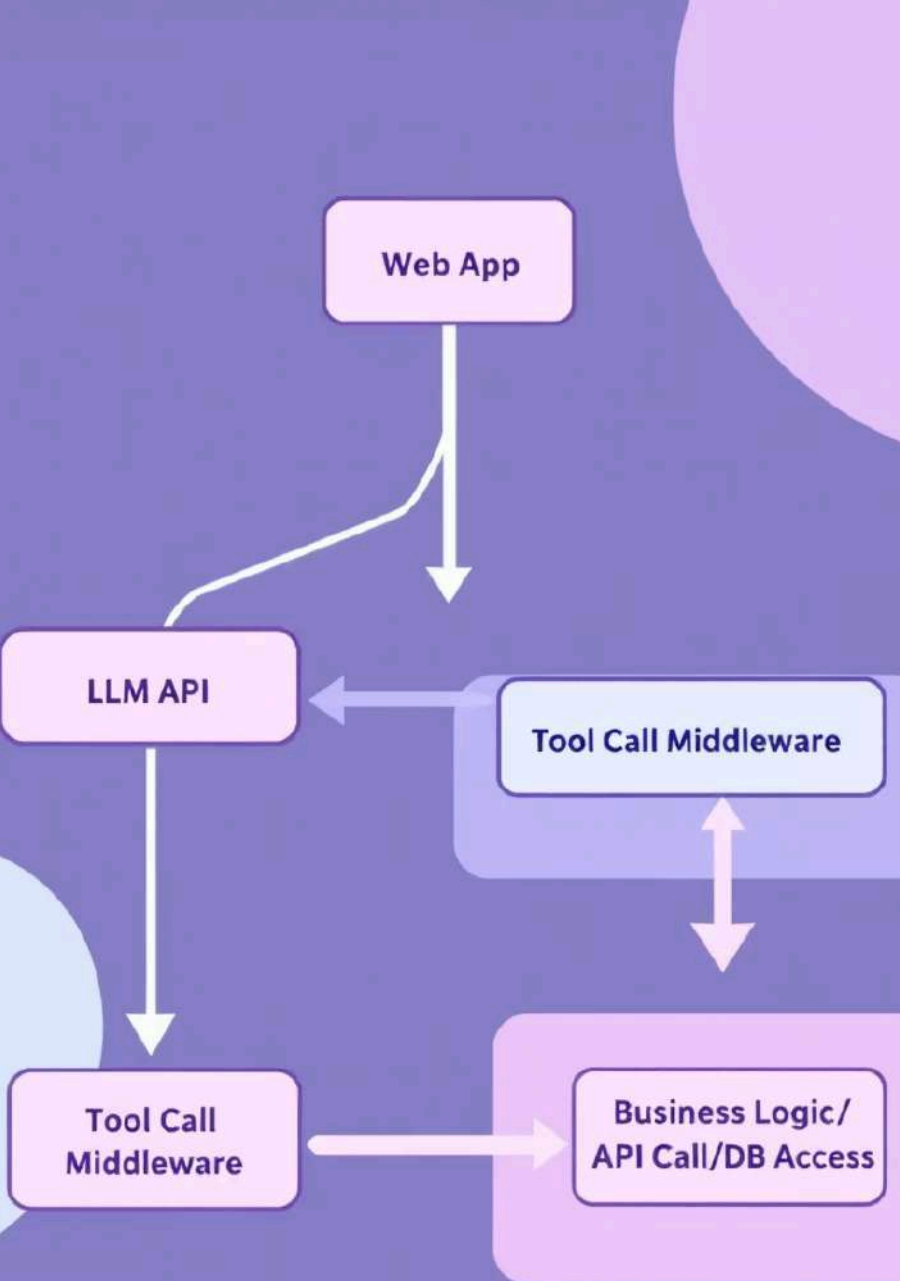 Web App
LLM API
Tool Call Middleware
Tool Call
Middleware
Business Logic/
API Call/DB Access